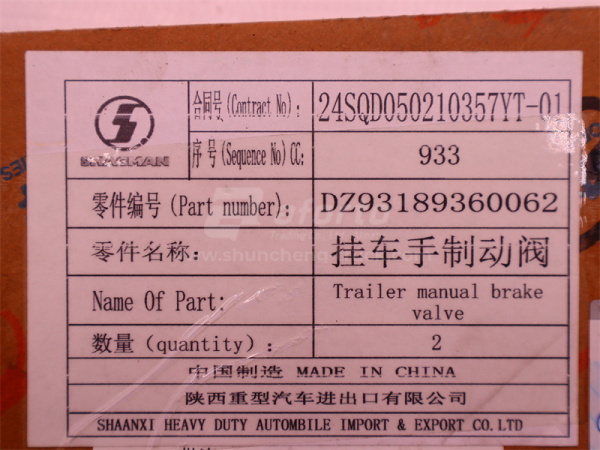 合同号(Contract No): 24SQD050210357YT-01
SHACMAN
序号(Sequence No)CC: 933
零件编号(Part number): DZ93189360062
零件名称: 挂车手制动阀
Name Of Part: Trailer manual brake
valve
数量(quantity): 2
中国制造 MADE IN CHINA
陕西重型汽车进出口有限公司
SHAANXI HEAVY DUTY AUTOMBILE IMPORT & EXPORT CO.LTD